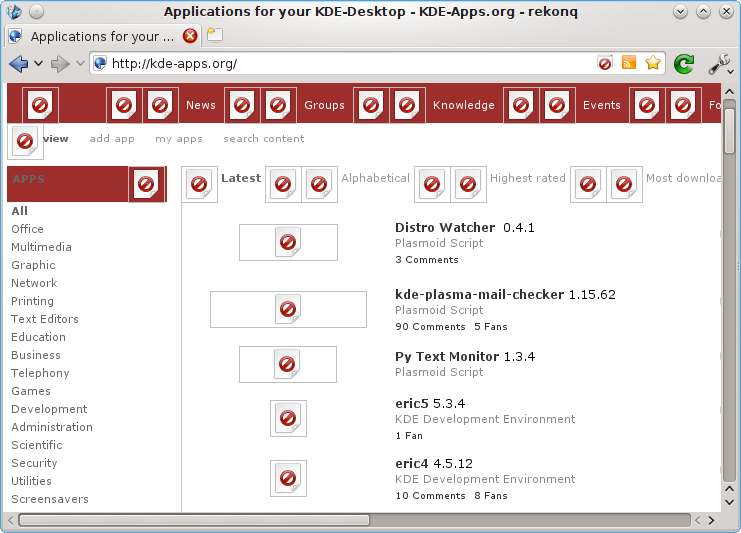 Applications for your KDE-Desktop - KDE-Apps.org - rekonq
Applications for your ...
http://kde-apps.org/
News Groups Knowledge Events Fo
view add app my apps search content
APPS
Latest Alphabetical Highest rated Most downloa
All
Office
Multimedia
Graphic
Network
Printing
Text Editors
Education
Business
Telephony
Games
Development
Administration
Scientific
Security
Utilities
Screensavers
Distro Watcher 0.4.1
Plasmoid Script
3 Comments
kde-plasma-mail-checker 1.15.62
Plasmoid Script
90 Comments 5 Fans
Py Text Monitor 1.3.4
Plasmoid Script
eric5 5.3.4
KDE Development Environment
1 Fan
eric4 4.5.12
KDE Development Environment
10 Comments 8 Fans